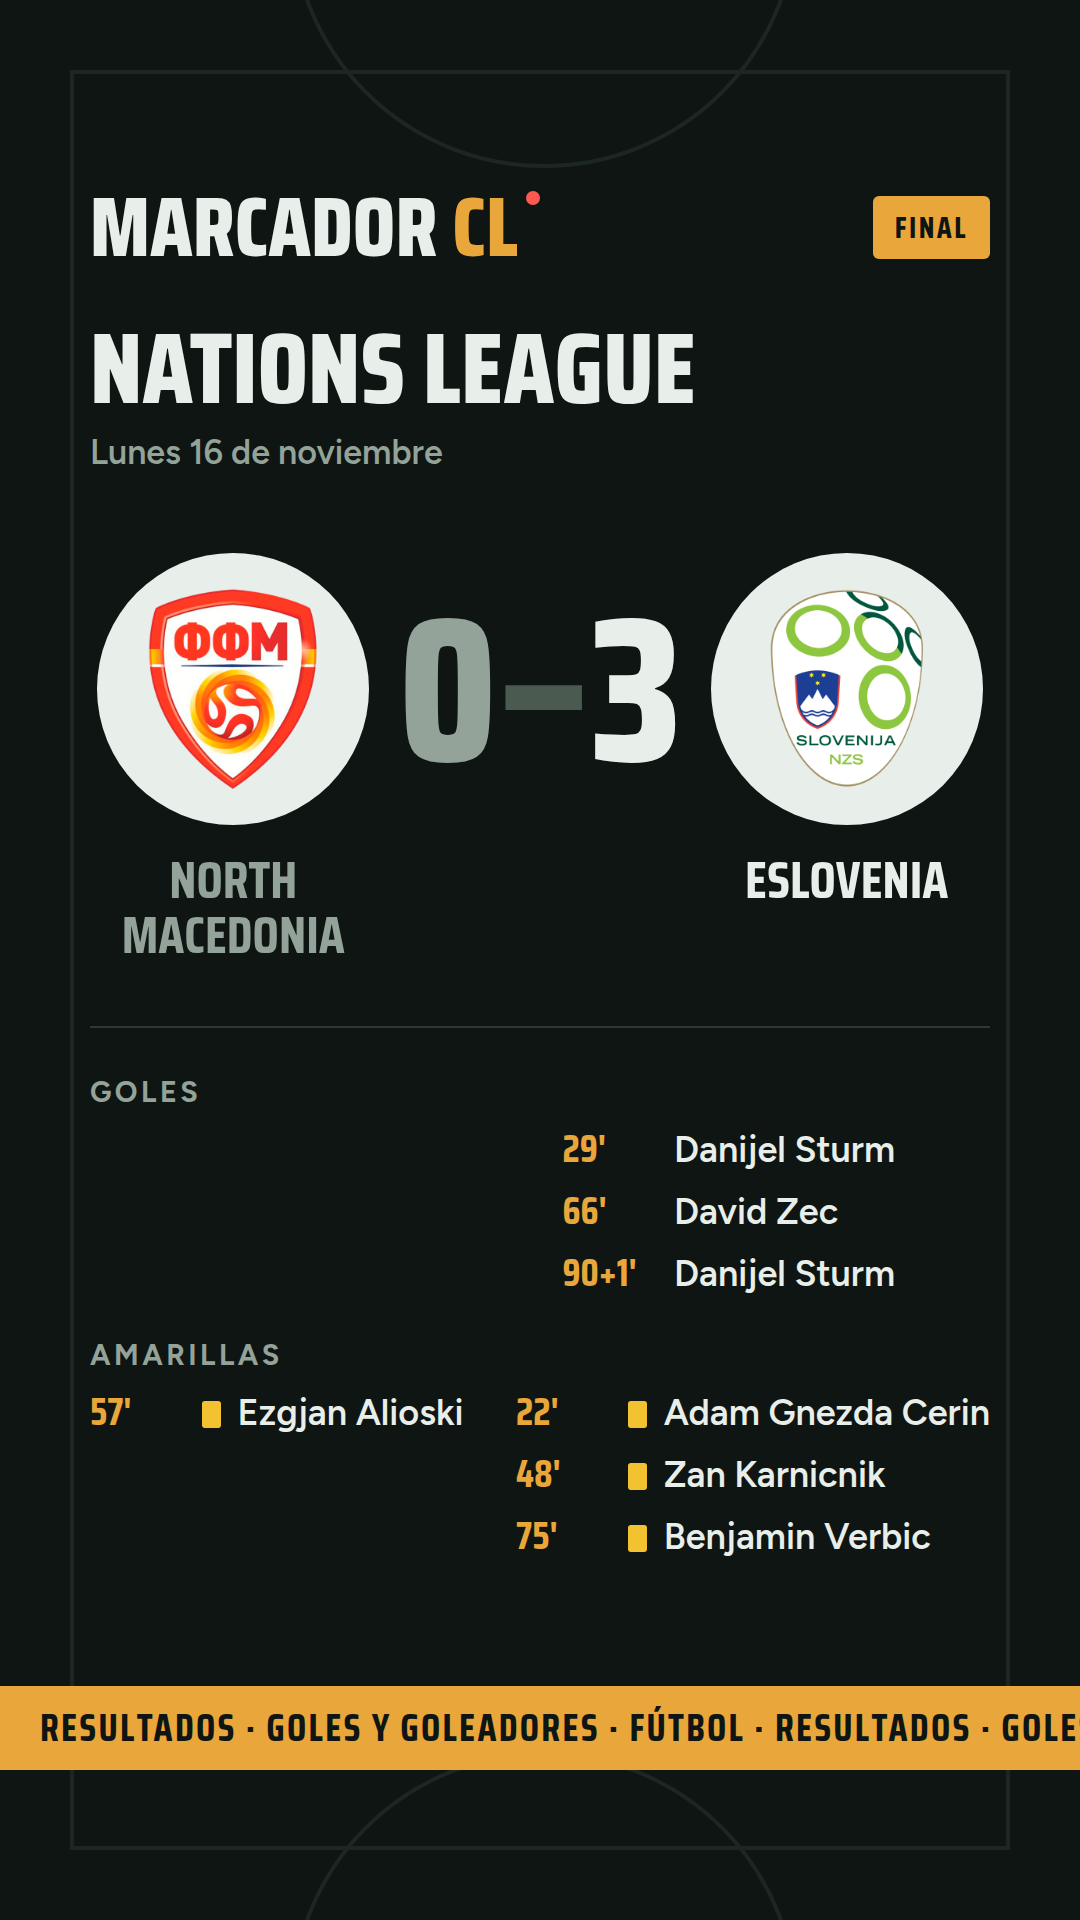 MARCADOR CL
FINAL
NATIONS LEAGUE
Lunes 16 de noviembre
ФФМ
0–3
SLOVENIJA
NZS
NORTH
MACEDONIA
ESLOVENIA
GOLES
29' Danijel Sturm
66' David Zec
90+1' Danijel Sturm
AMARILLAS
57' Ezgjan Alioski 22' Adam Gnezda Cerin
48' Zan Karnicnik
75' Benjamin Verbic
RESULTADOS · GOLES Y GOLEADORES · FÚTBOL · RESULTADOS · GOLES